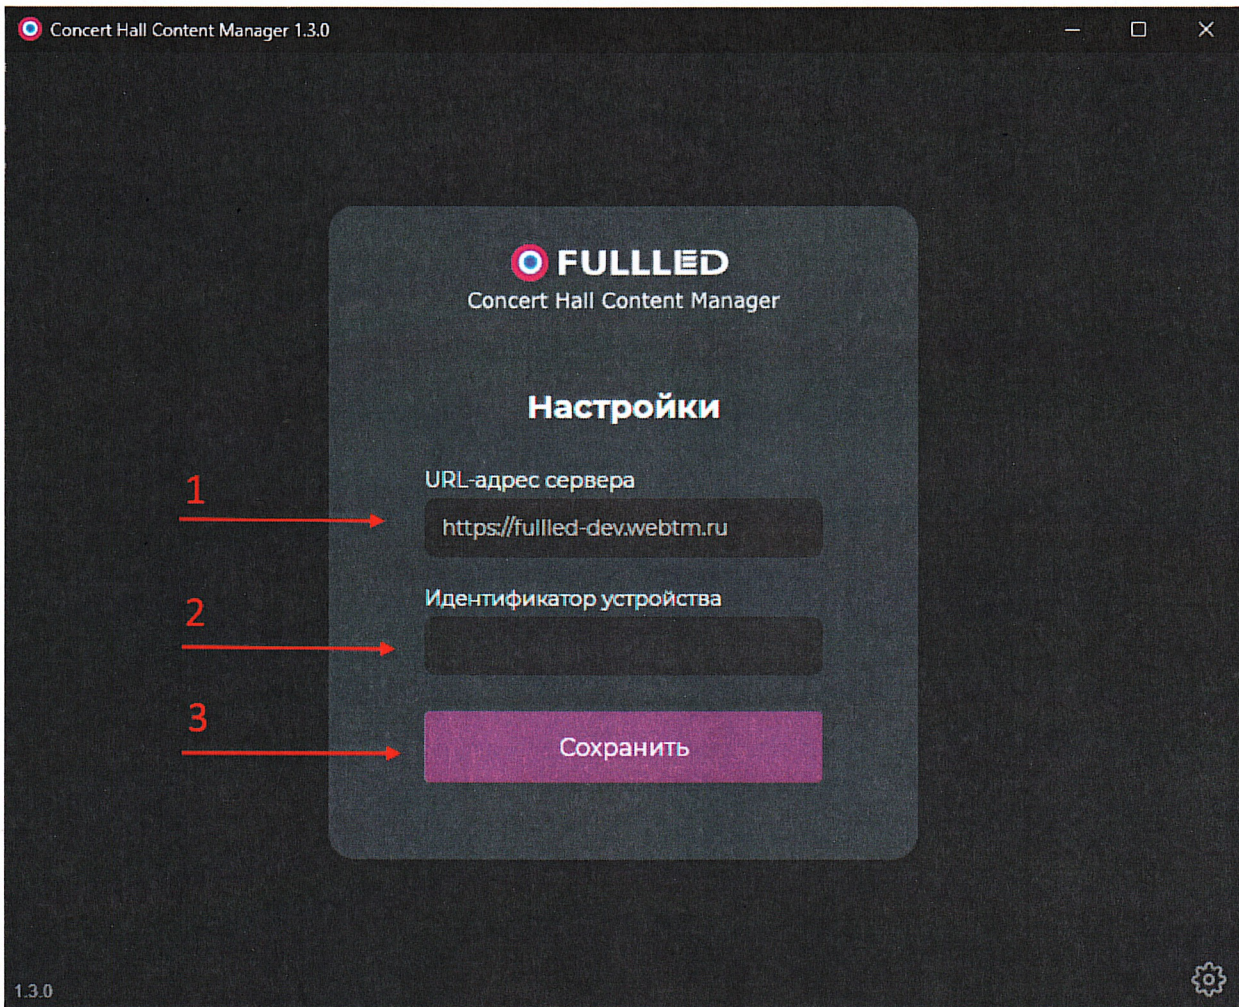 Concert Hall Content Manager 1.3.0
FULLLED
Concert Hall Content Manager
Настройки
1
URL-адрес сервера
https://fullled-dev.webtm.ru
2
Идентификатор устройства
3
Сохранить
1.3.0